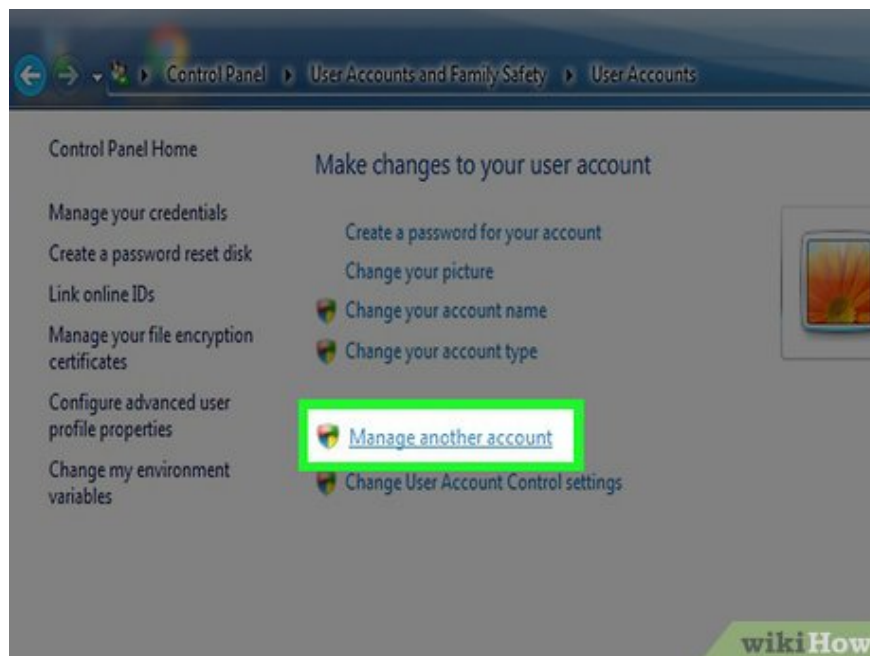 Control Panel User Accounts and Family Safety User Accounts
Control Panel Home
Manage your credentials
Create a password reset disk
Link online IDs
Manage your file encryption
certificates
Configure advanced user
profile properties
Change my environment
variables
Make changes to your user account
Create a password for your account
Change your picture
Change your account name
Change your account type
Manage another account
Change User Account Control settings
wikiHow